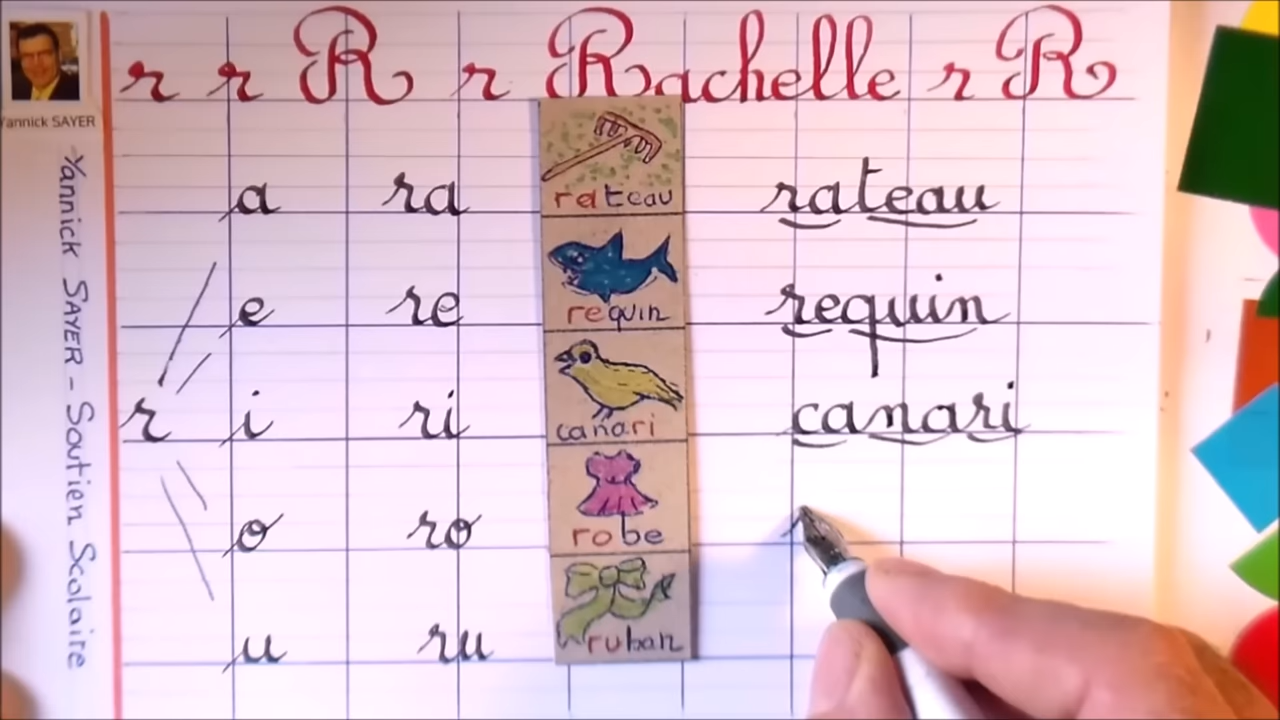 r r R r Rachelle r R
Yannick SAYER
Yannick SAYER - Soutien Scolaire
a ra rateau rateau
e re requin requin
r i ri canari canari
o ro robe
u ru ruban